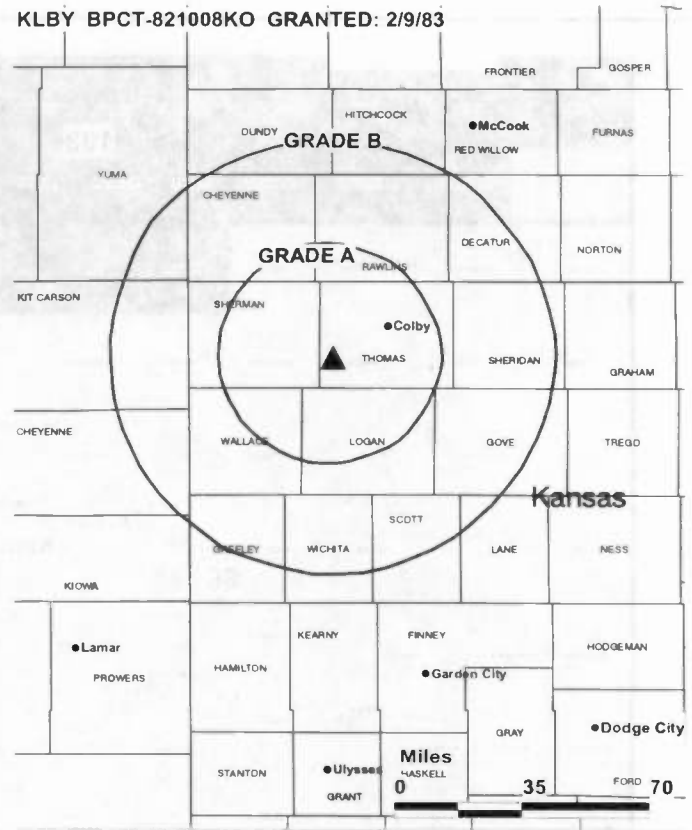 KLBY BPCT-821008KO GRANTED: 2/9/83
FRONTIER
GOSPER
HITCHCOCK
DUNDY
McCook
FURNAS
GRADE B
RED WILLOW
YUMA
CHEYENNE
DECATUR
NORTON
GRADE A
RAWLINS
KIT CARSON
SHERMAN
Colby
THOMAS
SHERIDAN
GRAHAM
CHEYENNE
WALLACE
LOGAN
GOVE
TREGO
Kansas
SCOTT
GREELEY
WICHITA
LANE
NESS
KIOWA
KEARNY
FINNEY
Lamar
HODGEMAN
PROWERS
HAMILTON
Garden City
GRAY
Dodge City
Miles
STANTON
Ulysses
HASKELL
0 35 70
FORD
GRANT